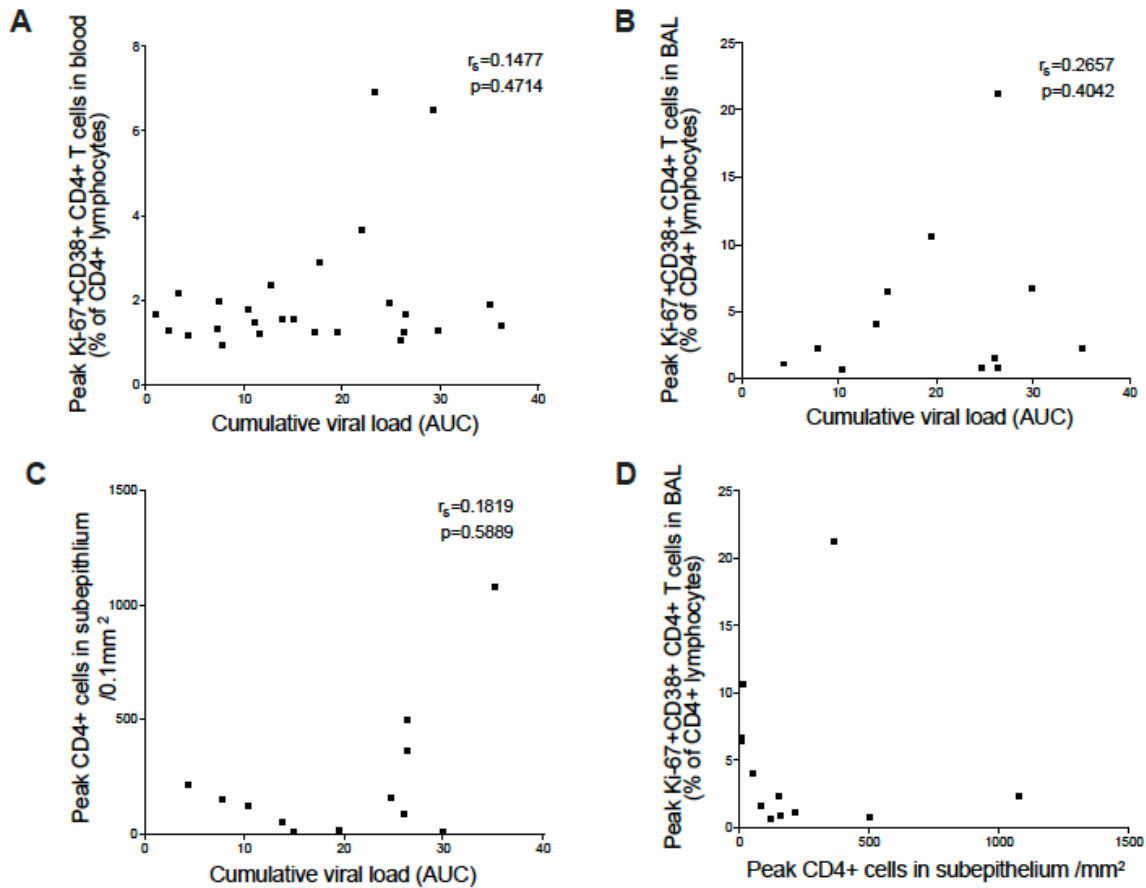 A
Peak Ki-67+CD38+ CD4+ T cells in blood
(% of CD4+ lymphocytes)
8
6
4
2
0
rs=0.1477
p=0.4714
0
10
20
30
40
Cumulative viral load (AUC)
B
Peak Ki-67+CD38+ CD4+ T cells in BAL
(% of CD4+ lymphocytes)
25
20
15
10
5
0
rs=0.2657
p=0.4042
0
10
20
30
40
Cumulative viral load (AUC)
C
Peak CD4+ cells in subepithlium
/0.1mm²
1500
1000
500
0
rs=0.1819
p=0.5889
0
10
20
30
40
Cumulative viral load (AUC)
D
Peak Ki-67+CD38+ CD4+ T cells in BAL
(% of CD4+ lymphocytes)
25
20
15
10
5
0
0
500
1000
1500
Peak CD4+ cells in subepithelium /mm²